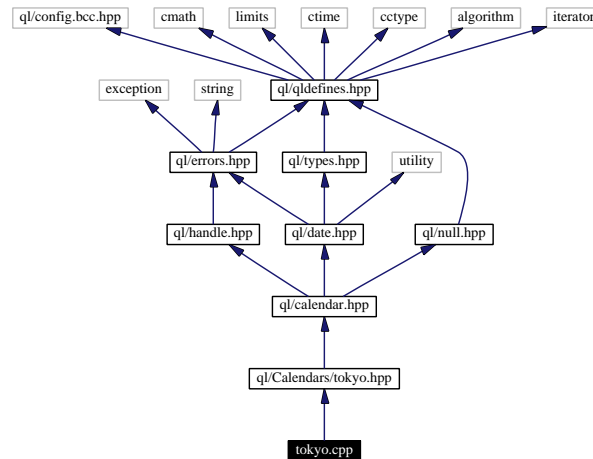 ql/config.bcc.hpp
cmath
limits
ctime
cctype
algorithm
iterator
exception
string
ql/qldefines.hpp
ql/errors.hpp
ql/types.hpp
utility
ql/handle.hpp
ql/date.hpp
ql/null.hpp
ql/calendar.hpp
ql/Calendars/tokyo.hpp
tokyo.cpp